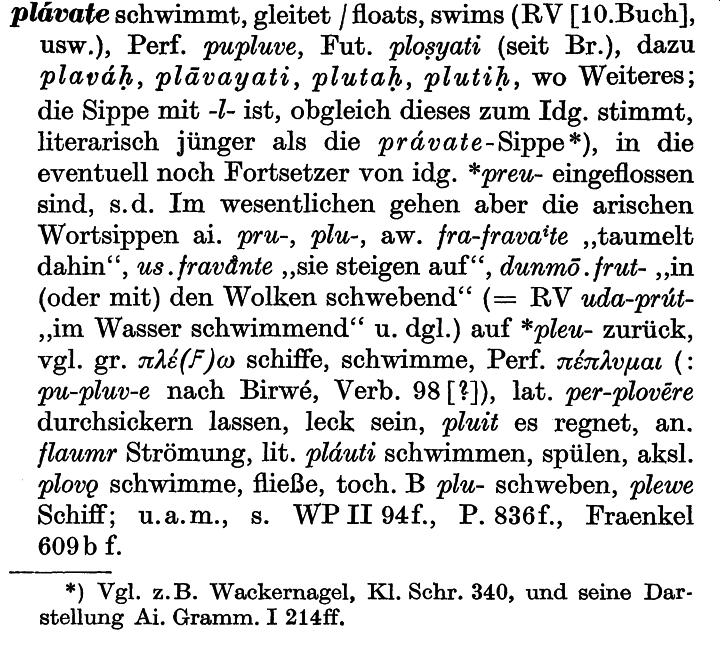 plávate schwimmt, gleitet / floats, swims (RV [10.Buch],
usw.), Perf. pupluve, Fut. ploṣyati (seit Br.), dazu
plaváḥ, plāvayati, plutaḥ, plutiḥ, wo Weiteres;
die Sippe mit -l- ist, obgleich dieses zum Idg. stimmt,
literarisch jünger als die právate-Sippe*), in die
eventuell noch Fortsetzer von idg. *preu- eingeflossen
sind, s.d. Im wesentlichen gehen aber die arischen
Wortsippen ai. pru-, plu-, aw. fra-fravaⁱte „taumelt
dahin“, us.fravā̊nte „sie steigen auf“, dunmō.frut- „in
(oder mit) den Wolken schwebend“ (= RV uda-prút-
„im Wasser schwimmend“ u. dgl.) auf *pleu- zurück,
vgl. gr. πλέ(ϝ)ω schiffe, schwimme, Perf. πέπλυμαι (:
pu-pluv-e nach Birwé, Verb. 98 [?]), lat. per-plovēre
durchsickern lassen, leck sein, pluit es regnet, an.
flaumr Strömung, lit. pláuti schwimmen, spülen, aksl.
plovǫ schwimme, fließe, toch. B plu- schweben, plewe
Schiff; u.a.m., s. WP II 94f., P. 836f., Fraenkel
609b f.
*) Vgl. z.B. Wackernagel, Kl. Schr. 340, und seine Dar-
stellung Ai. Gramm. I 214ff.